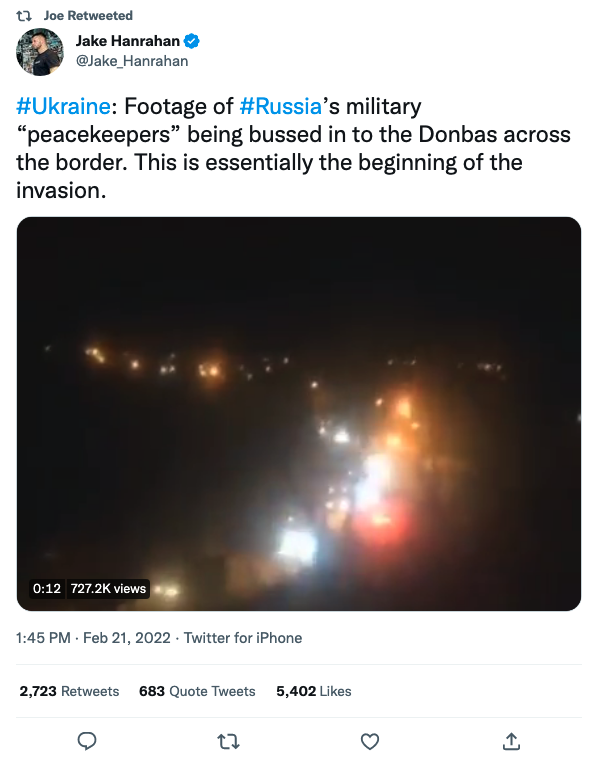 Joe Retweeted
Jake Hanrahan
@Jake_Hanrahan
#Ukraine: Footage of #Russia’s military
“peacekeepers” being bussed in to the Donbas across
the border. This is essentially the beginning of the
invasion.
0:12 727.2K views
1:45 PM · Feb 21, 2022 · Twitter for iPhone
2,723 Retweets 683 Quote Tweets 5,402 Likes